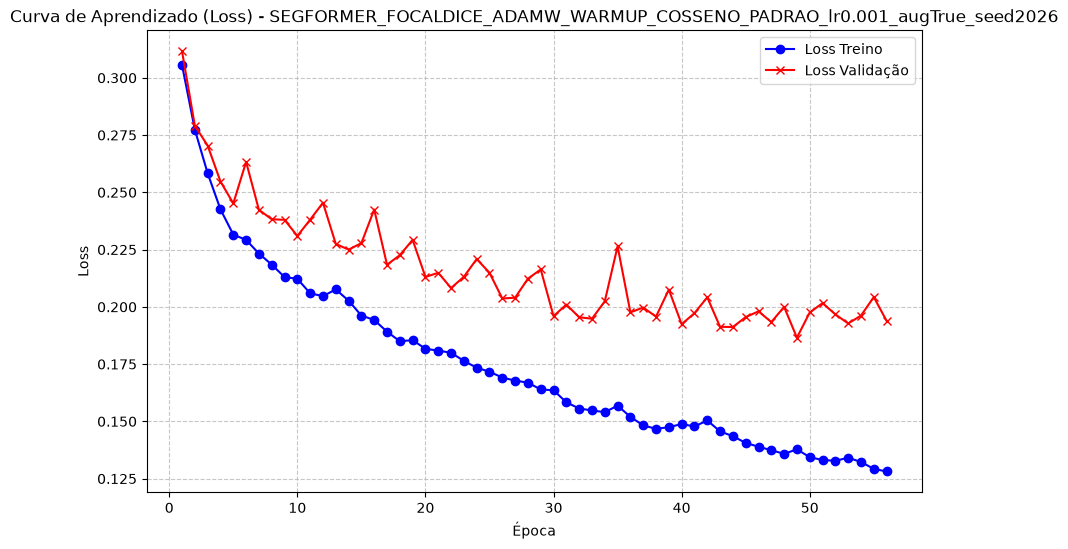 Curva de Aprendizado (Loss) - SEGFORMER_FOCALDICE_ADAMW_WARMUP_COSSENO_PADRAO_lr0.001_augTrue_seed2026
Loss Treino
Loss Validação
0.300
0.275
0.250
0.225
0.200
0.175
0.150
0.125
Loss
0 10 20 30 40 50
Época